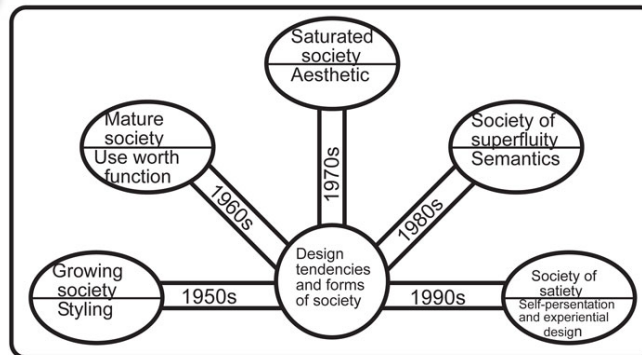 Saturated
society
Aesthetic
Mature
society
Use worth
function
Society of
superfluity
Semantics
1960s
1970s
1980s
Growing
society
Styling
1950s
Design
tendencies
and forms
of society
1990s
Society of
satiety
Self-persentation
and experiential
design